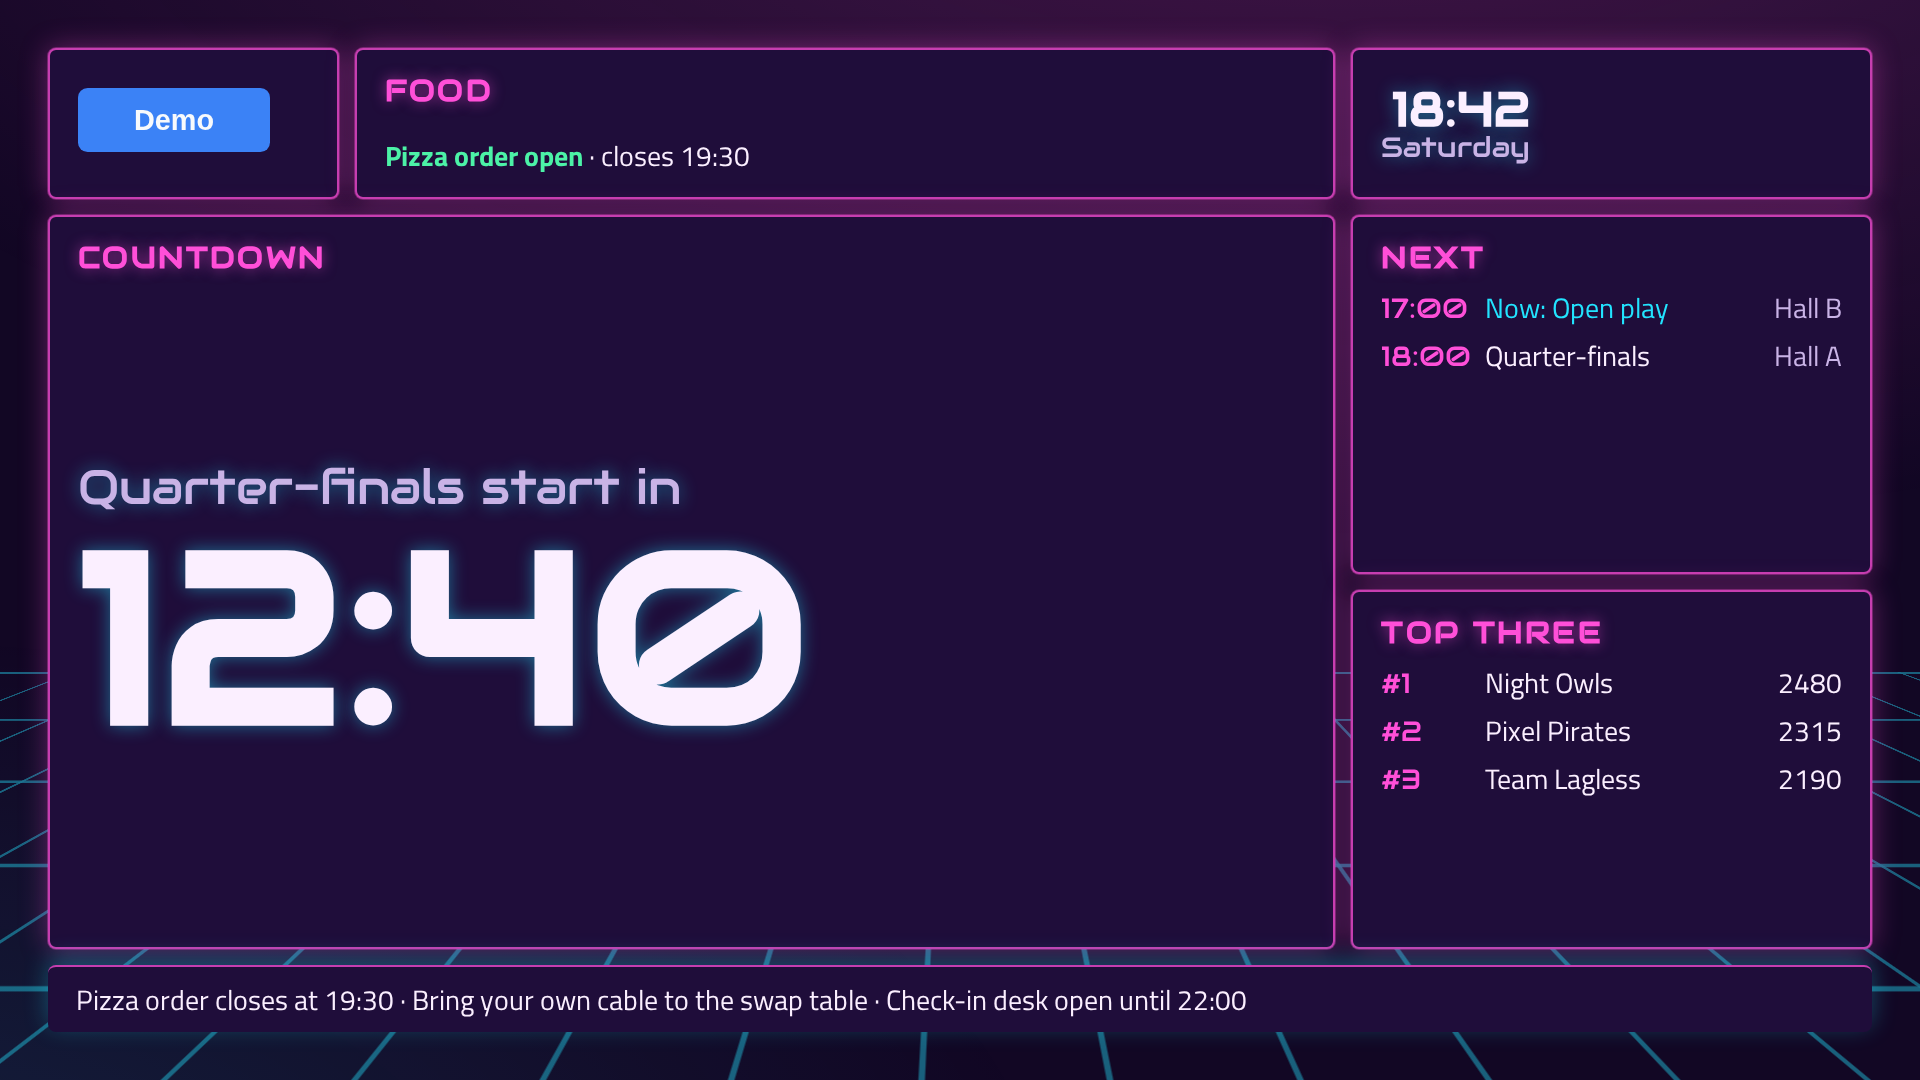 Demo
FOOD
Pizza order open · closes 19:30
18:42
Saturday
COUNTDOWN
Quarter-finals start in
12:40
NEXT
17:00 Now: Open play Hall B
18:00 Quarter-finals Hall A
TOP THREE
#1 Night Owls 2480
#2 Pixel Pirates 2315
#3 Team Lagless 2190
Pizza order closes at 19:30 · Bring your own cable to the swap table · Check-in desk open until 22:00